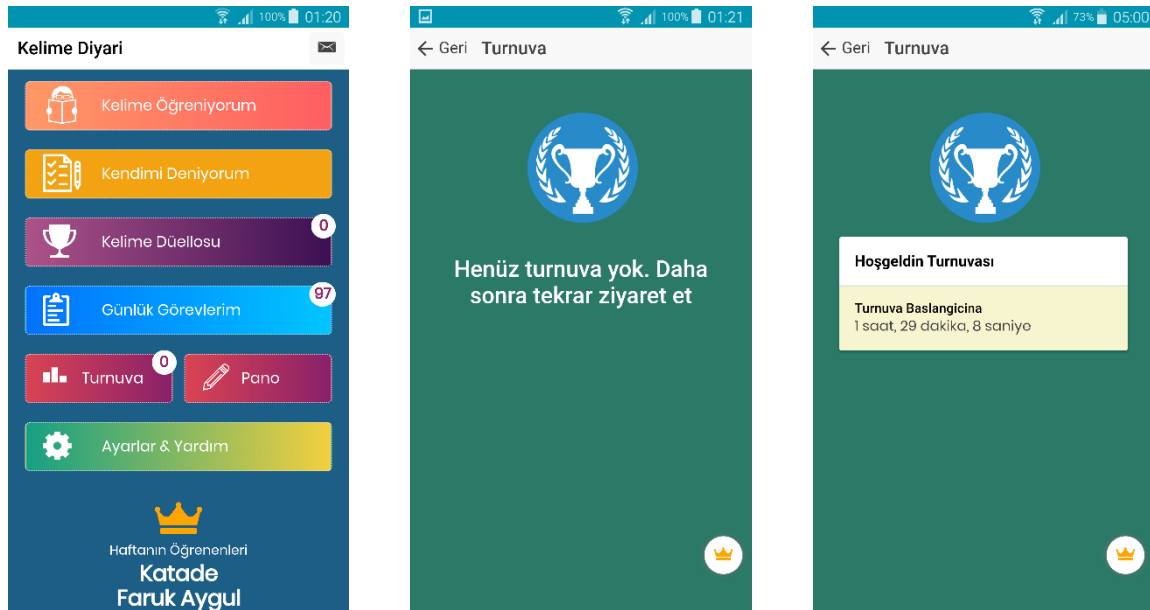 100% 01:20
Kelime Diyari
Kelime Öğreniyorum
Kendimi Deniyorum
Kelime Düellosu
0
Günlük Görevlerim
97
Turnuva
0
Pano
Ayarlar & Yardım
Haftanın Öğrenenleri
Katade
Faruk Aygul
100% 01:21
Geri Turnuva
Henüz turnuva yok. Daha
sonra tekrar ziyaret et
73% 05:00
Geri Turnuva
Hoşgeldin Turnuvası
Turnuva Baslangicina
1 saat, 29 dakika, 8 saniye